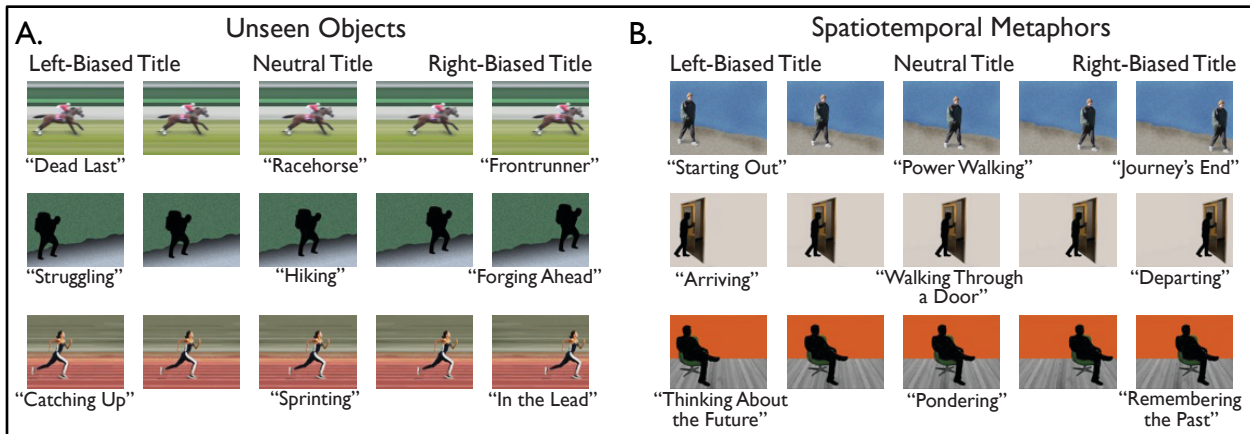 A.
Unseen Objects
Left-Biased Title
Neutral Title
Right-Biased Title
“Dead Last”
“Racehorse”
“Frontrunner”
“Struggling”
“Hiking”
“Forging Ahead”
“Catching Up”
“Sprinting”
“In the Lead”
B.
Spatiotemporal Metaphors
Left-Biased Title
Neutral Title
Right-Biased Title
“Starting Out”
“Power Walking”
“Journey’s End”
“Arriving”
“Walking Through
a Door”
“Departing”
“Thinking About
the Future”
“Pondering”
“Remembering
the Past”